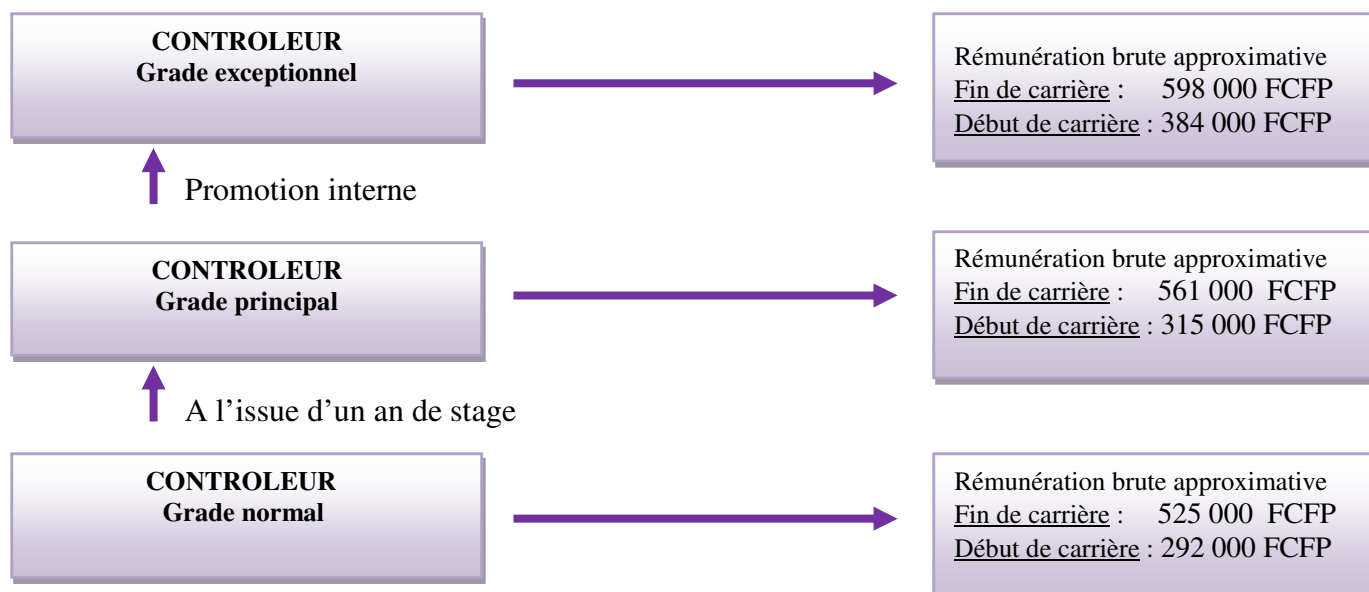 CONTROLEUR
Grade exceptionnel
Rémunération brute approximative
Fin de carrière : 598 000 FCFP
Début de carrière : 384 000 FCFP
Promotion interne
CONTROLEUR
Grade principal
Rémunération brute approximative
Fin de carrière : 561 000 FCFP
Début de carrière : 315 000 FCFP
A l’issue d’un an de stage
CONTROLEUR
Grade normal
Rémunération brute approximative
Fin de carrière : 525 000 FCFP
Début de carrière : 292 000 FCFP